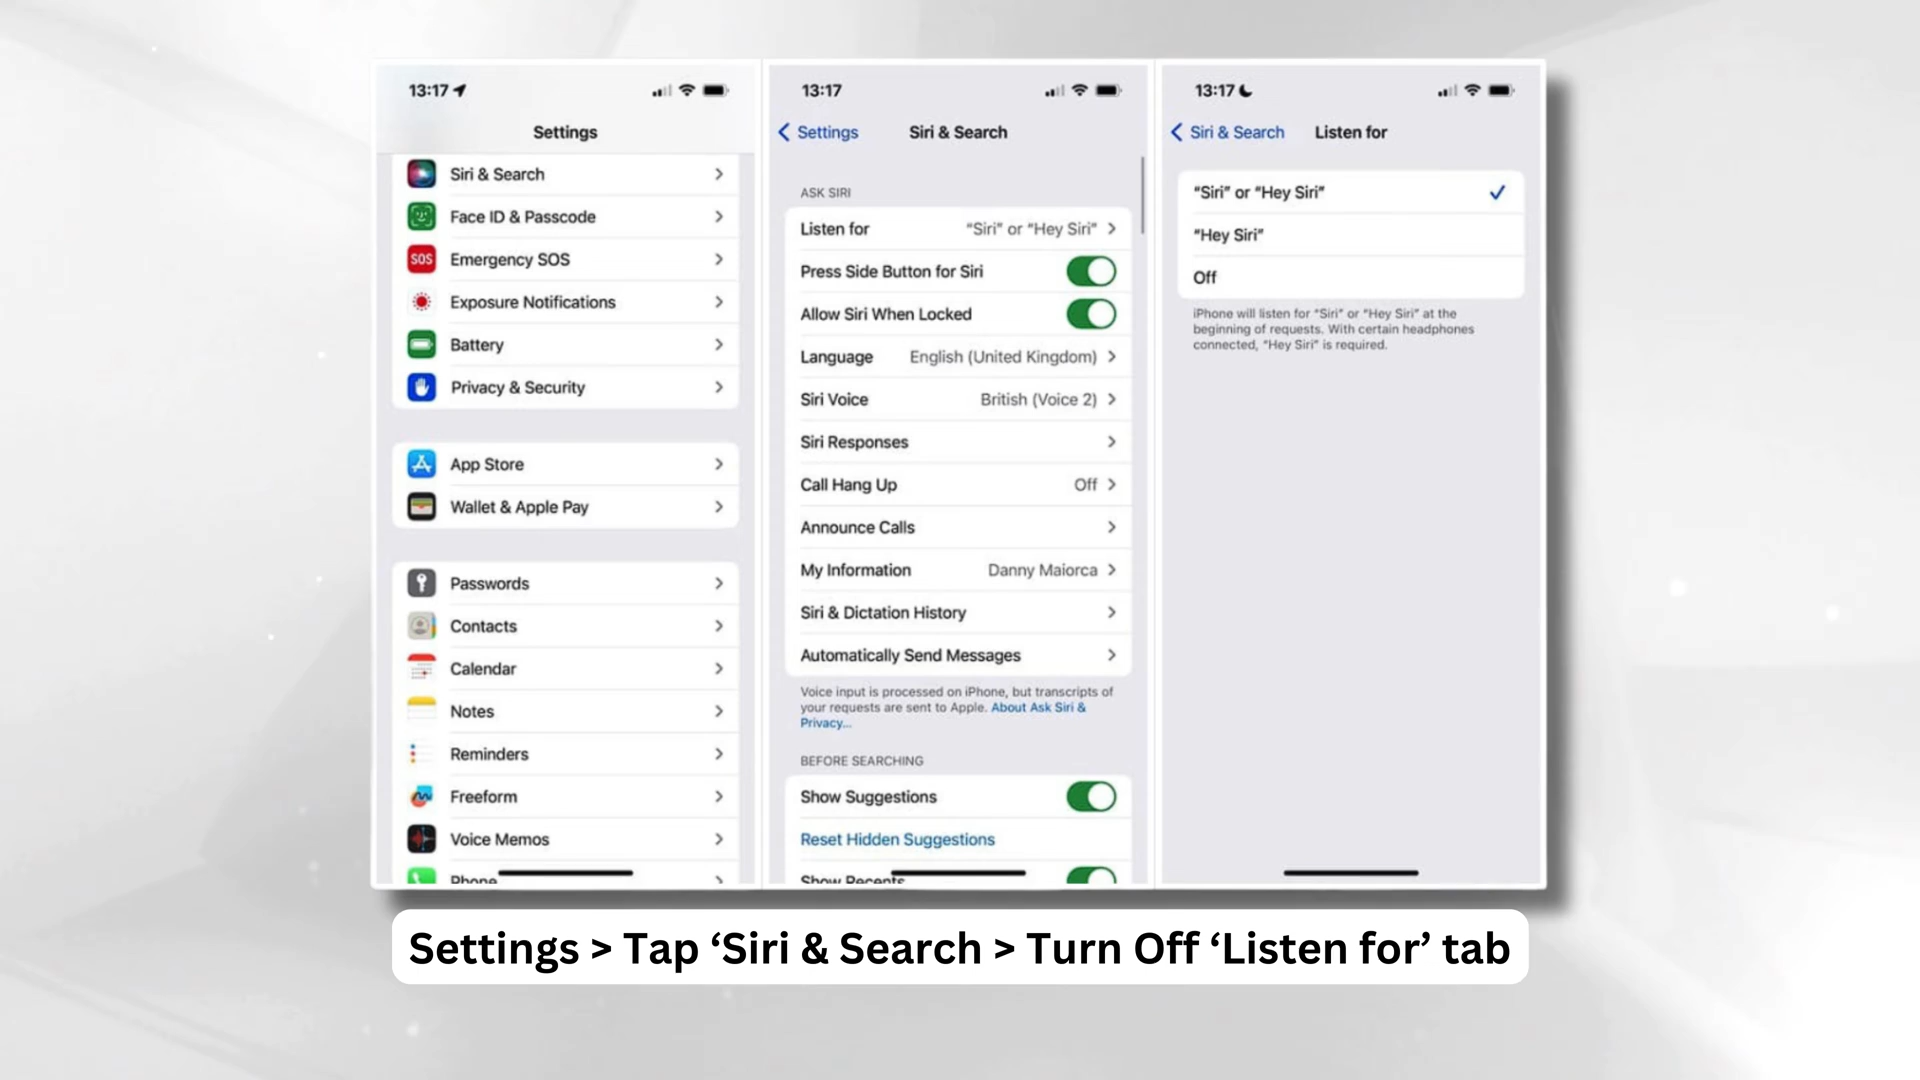 13:17
Settings
Siri & Search
Face ID & Passcode
SOS
Emergency SOS
Exposure Notifications
Battery
Privacy & Security
App Store
Wallet & Apple Pay
Passwords
Contacts
Calendar
Notes
Reminders
Freeform
Voice Memos
Phone
13:17
Settings
Siri & Search
ASK SIRI
Listen for “Siri” or “Hey Siri”
Press Side Button for Siri
Allow Siri When Locked
Language English (United Kingdom)
Siri Voice British (Voice 2)
Siri Responses
Call Hang Up Off
Announce Calls
My Information Danny Maiorca
Siri & Dictation History
Automatically Send Messages
Voice input is processed on iPhone, but transcripts of
your requests are sent to Apple. About Ask Siri &
Privacy...
BEFORE SEARCHING
Show Suggestions
Reset Hidden Suggestions
Show Recents
13:17
Siri & Search
Listen for
“Siri” or “Hey Siri”
“Hey Siri”
Off
iPhone will listen for “Siri” or “Hey Siri” at the
beginning of requests. With certain headphones
connected, “Hey Siri” is required.
Settings > Tap ‘Siri & Search > Turn Off ‘Listen for’ tab